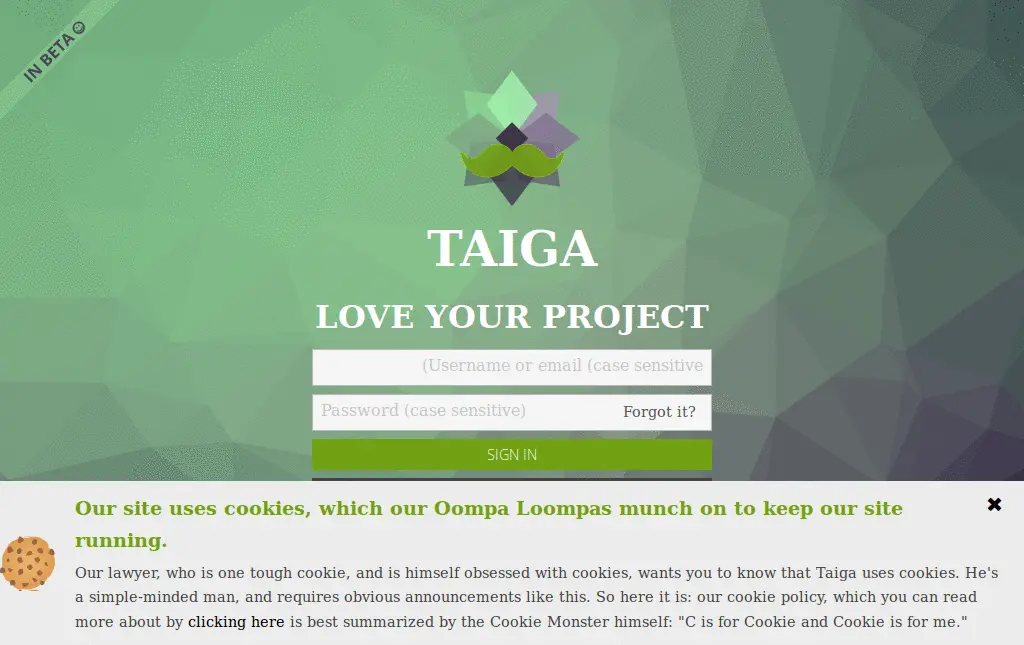 IN BETA
TAIGA
LOVE YOUR PROJECT
(Username or email (case sensitive
Password (case sensitive) Forgot it?
SIGN IN
Our site uses cookies, which our Oompa Loompas munch on to keep our site
running.
Our lawyer, who is one tough cookie, and is himself obsessed with cookies, wants you to know that Taiga uses cookies. He's
a simple-minded man, and requires obvious announcements like this. So here it is: our cookie policy, which you can read
more about by clicking here is best summarized by the Cookie Monster himself: "C is for Cookie and Cookie is for me."